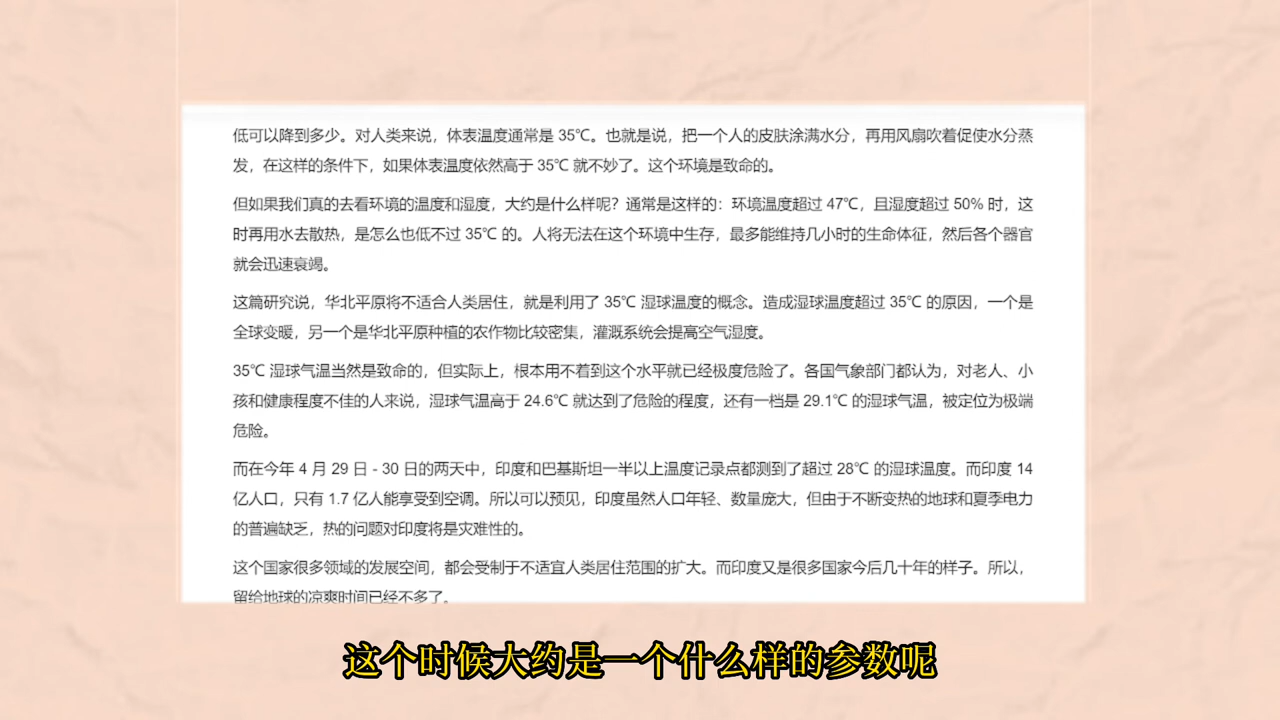 低可以降到多少。对人类来说，体表温度通常是 35℃。也就是说，把一个人的皮肤涂满水分，再用风扇吹着促使水分蒸
发，在这样的条件下，如果体表温度依然高于 35℃ 就不妙了。这个环境是致命的。
但如果我们真的去看环境的温度和湿度，大约是什么样呢？通常是这样的：环境温度超过 47℃，且湿度超过 50% 时，这
时再用水去散热，是怎么也低不过 35℃ 的。人将无法在这个环境中生存，最多能维持几小时的生命体征，然后各个器官
就会迅速衰竭。
这篇研究说，华北平原将不适合人类居住，就是利用了 35℃ 湿球温度的概念。造成湿球温度超过 35℃ 的原因，一个是
全球变暖，另一个是华北平原种植的农作物比较密集，灌溉系统会提高空气湿度。
35℃ 湿球气温当然是致命的，但实际上，根本用不着到这个水平就已经极度危险了。各国气象部门都认为，对老人、小
孩和健康程度不佳的人来说，湿球气温高于 24.6℃ 就达到了危险的程度，还有一档是 29.1℃ 的湿球气温，被定位为极端
危险。
而在今年 4 月 29 日 - 30 日的两天中，印度和巴基斯坦一半以上温度记录点都测到了超过 28℃ 的湿球温度。而印度 14
亿人口，只有 1.7 亿人能享受到空调。所以可以预见，印度虽然人口年轻、数量庞大，但由于不断变热的地球和夏季电力
的普遍缺乏，热的问题对印度将是灾难性的。
这个国家很多领域的发展空间，都会受制于不适宜人类居住范围的扩大。而印度又是很多国家今后几十年的样子。所以，
留给地球的凉爽时间已经不多了。
这个时候大约是一个什么样的参数呢